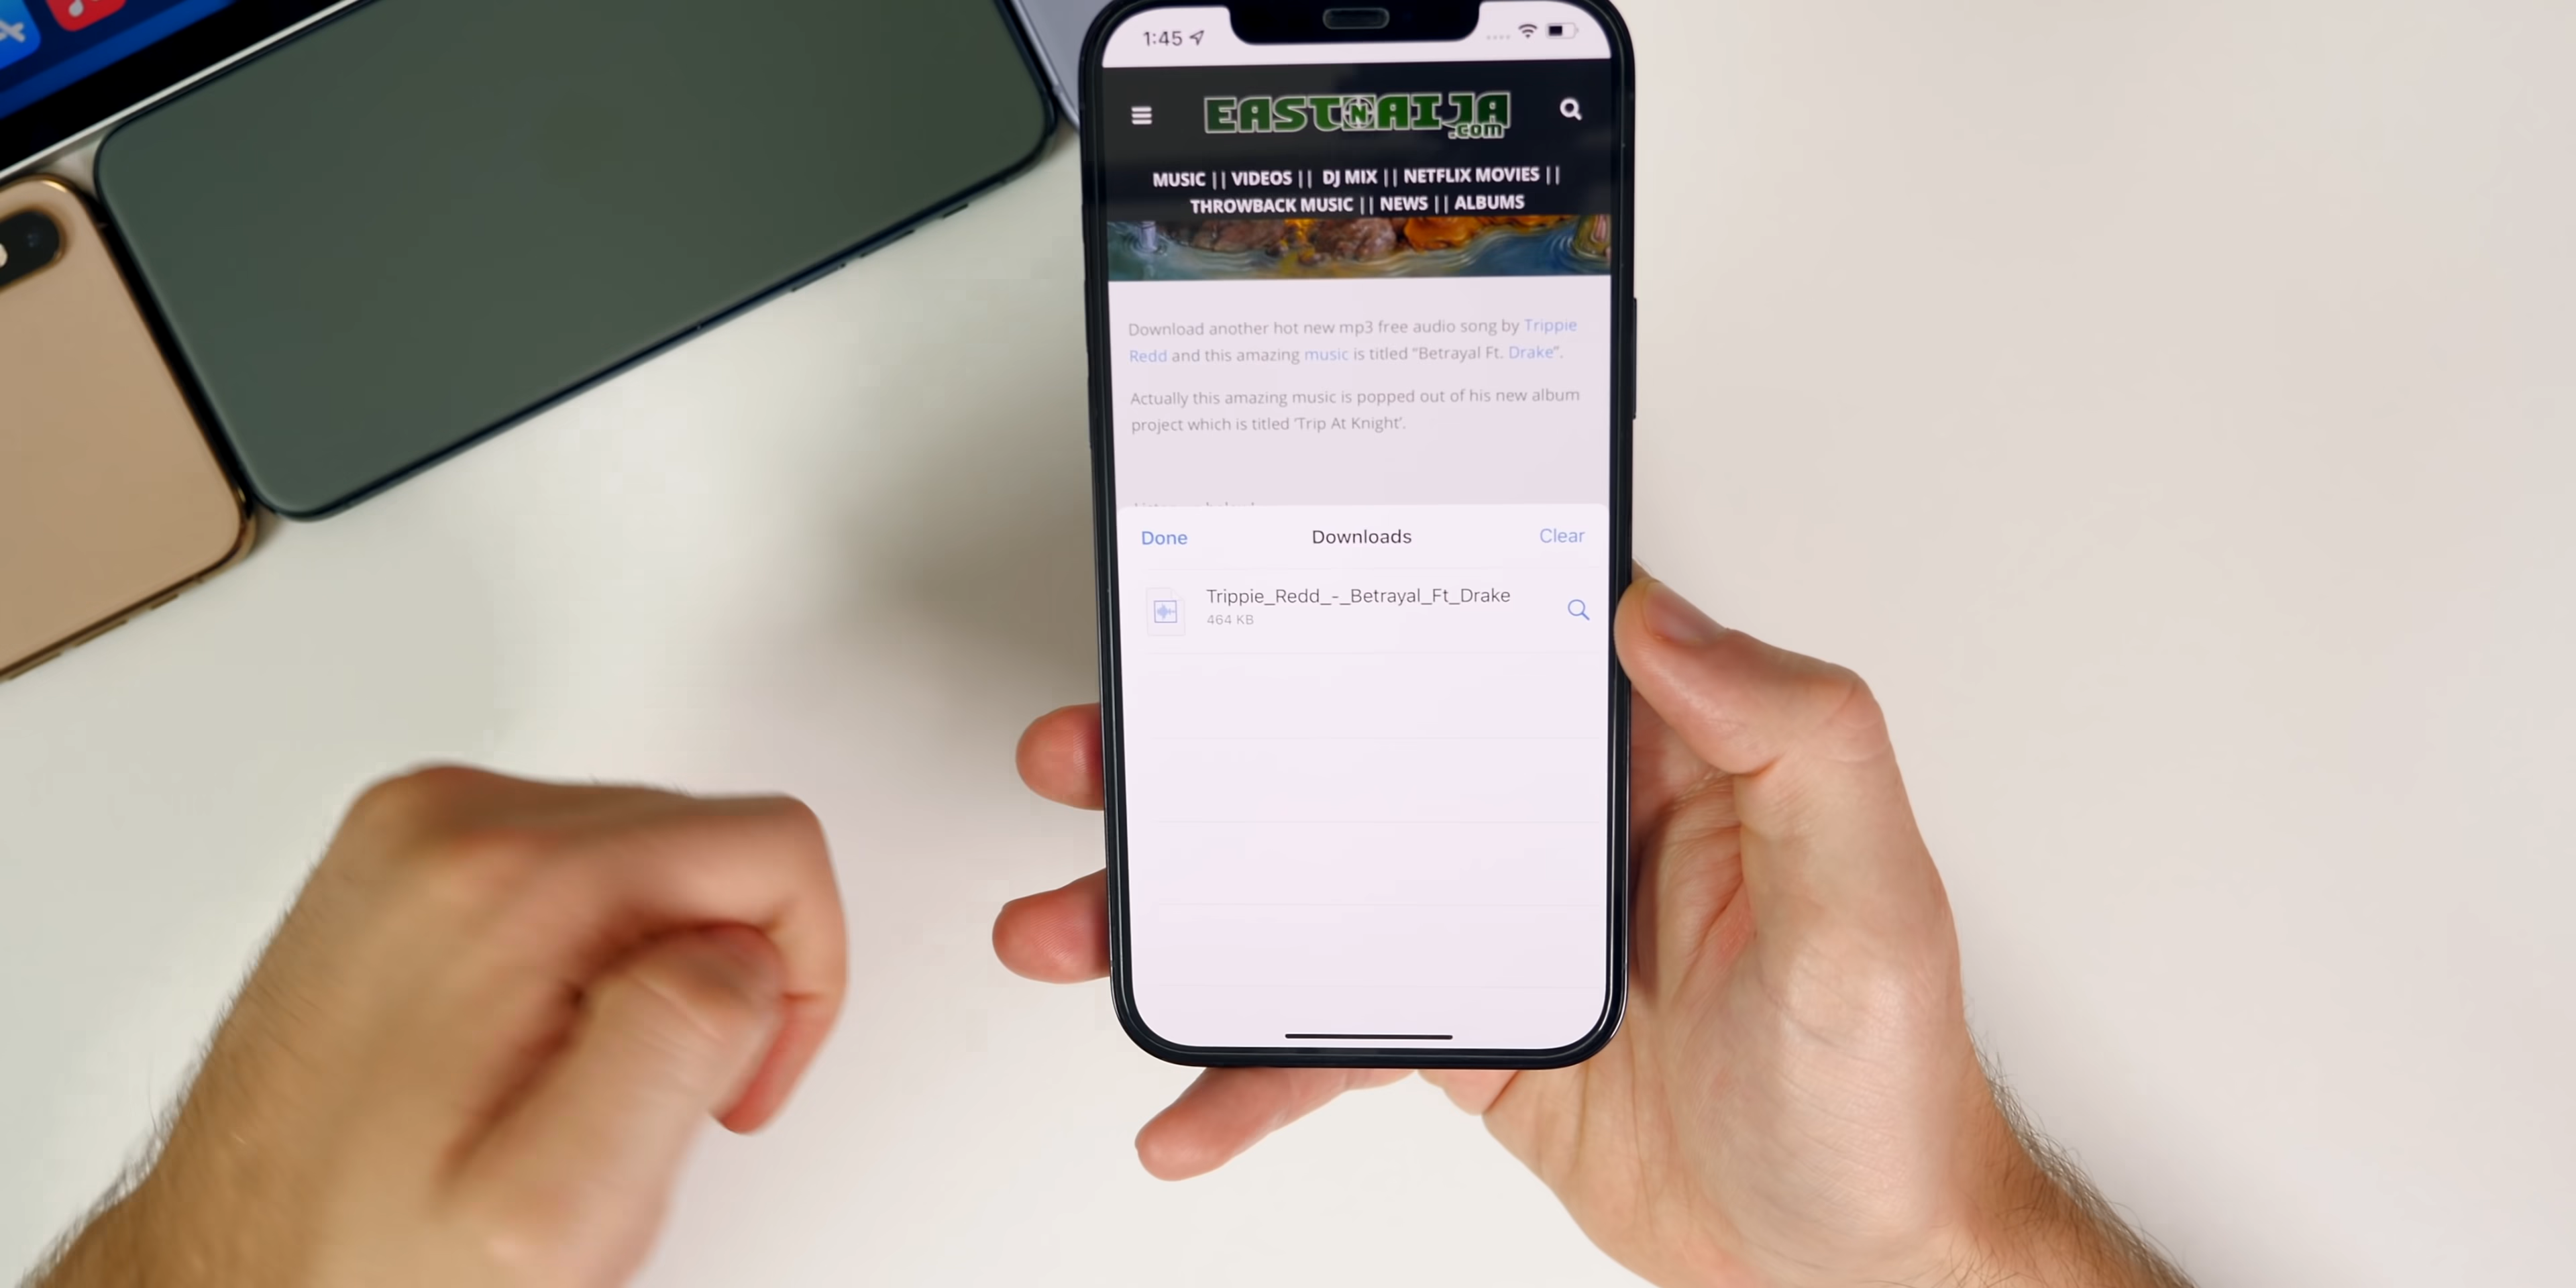 1:45
EASTNAIJA
.com
MUSIC || VIDEOS || DJ MIX || NETFLIX MOVIES ||
THROWBACK MUSIC || NEWS || ALBUMS
Download another hot new mp3 free audio song by Trippie
Redd and this amazing music is titled “Betrayal Ft. Drake”.
Actually this amazing music is popped out of his new album
project which is titled ‘Trip At Knight’.
Done Downloads Clear
Trippie_Redd_-_Betrayal_Ft_Drake
464 KB